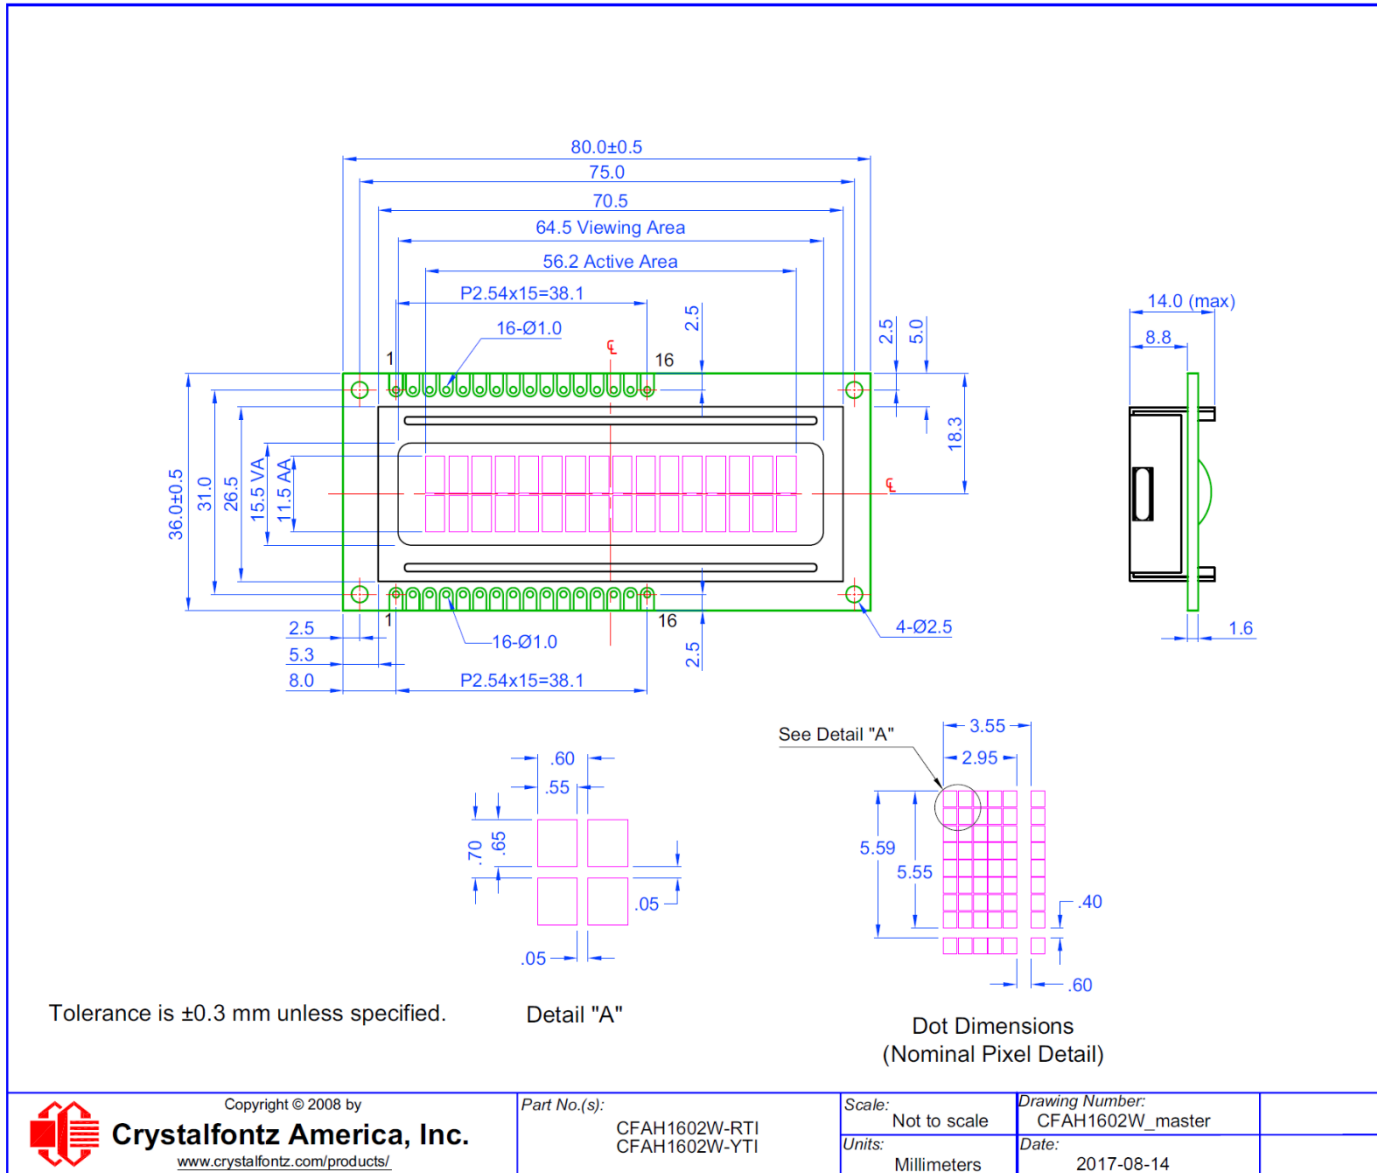 80.0±0.5
75.0
70.5
64.5 Viewing Area
56.2 Active Area
P2.54x15=38.1
16-Ø1.0
2.5
2.5
5.0
14.0 (max)
8.8
1
℄
16
18.3
36.0±0.5
31.0
26.5
15.5 VA
11.5 AA
℄
1
16
16-Ø1.0
2.5
4-Ø2.5
1.6
2.5
5.3
8.0
P2.54x15=38.1
See Detail "A"
3.55
2.95
.60
.55
.70
.65
.05
.05
5.59
5.55
.40
.60
Tolerance is ±0.3 mm unless specified.
Detail "A"
Dot Dimensions
(Nominal Pixel Detail)
Copyright © 2008 by
Crystalfontz America, Inc.
www.crystalfontz.com/products/
Part No.(s):
CFAH1602W-RTI
CFAH1602W-YTI
Scale:
Not to scale
Units:
Millimeters
Drawing Number:
CFAH1602W_master
Date:
2017-08-14